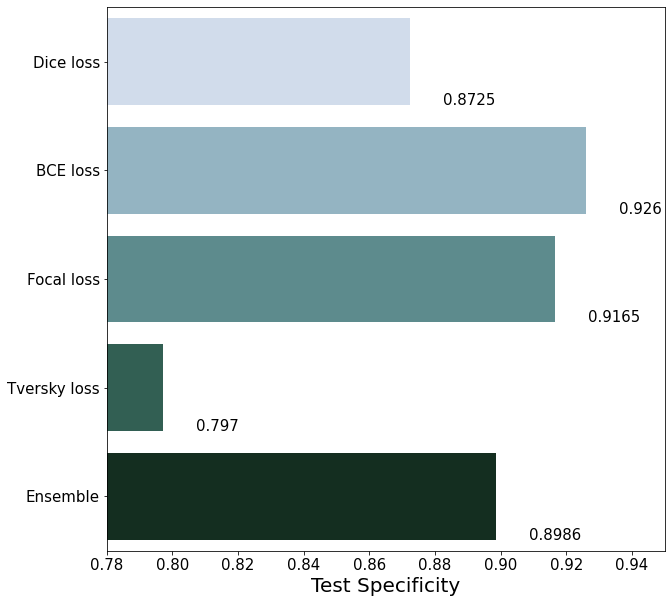 Dice loss
0.8725
BCE loss
0.926
Focal loss
0.9165
Tversky loss
0.797
Ensemble
0.8986
0.78 0.80 0.82 0.84 0.86 0.88 0.90 0.92 0.94
Test Specificity